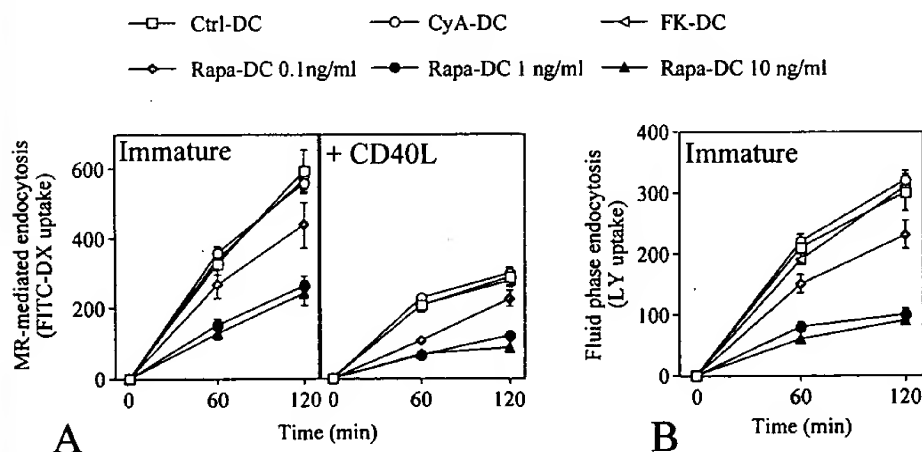 Ctrl-DC CyA-DC FK-DC
Rapa-DC 0.1ng/ml Rapa-DC 1 ng/ml Rapa-DC 10 ng/ml
MR-mediated endocytosis
(FITC-DX uptake)
600
400
200
0
Immature
+ CD40L
0 60 120 0 60 120
Time (min)
A
Fluid phase endocytosis
(LY uptake)
400
300
200
100
0
Immature
0 60 120
Time (min)
B